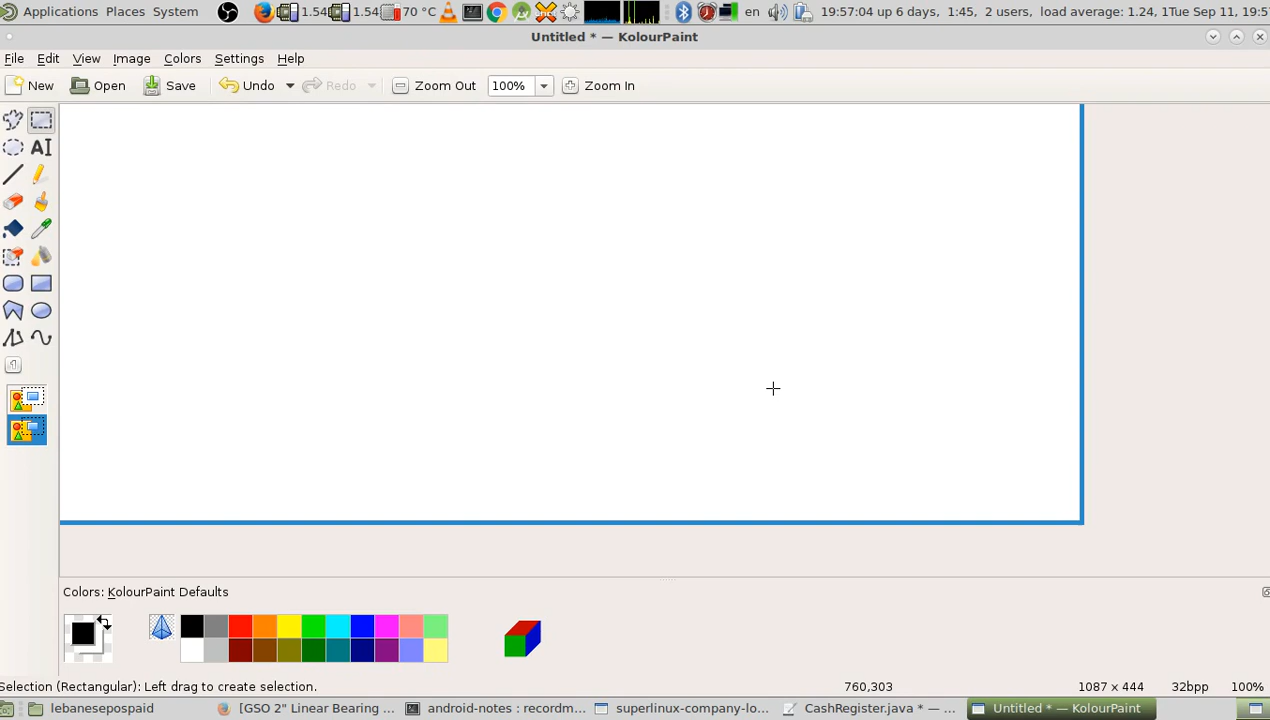 Applications Places System 1.54 1.54 70 °C en 19:57:04 up 6 days, 1:45, 2 users, load average: 1.24, 1Tue Sep 11, 19:5
Untitled * — KolourPaint
File Edit View Image Colors Settings Help
New Open Save Undo Redo Zoom Out 100% Zoom In
Colors: KolourPaint Defaults
Selection (Rectangular): Left drag to create selection. 760,303 1087 x 444 32bpp 100%
lebanesepospaid [GSO 2" Linear Bearing ... android-notes : recordm... superlinux-company-lo... CashRegister.java * — ... Untitled * — KolourPaint